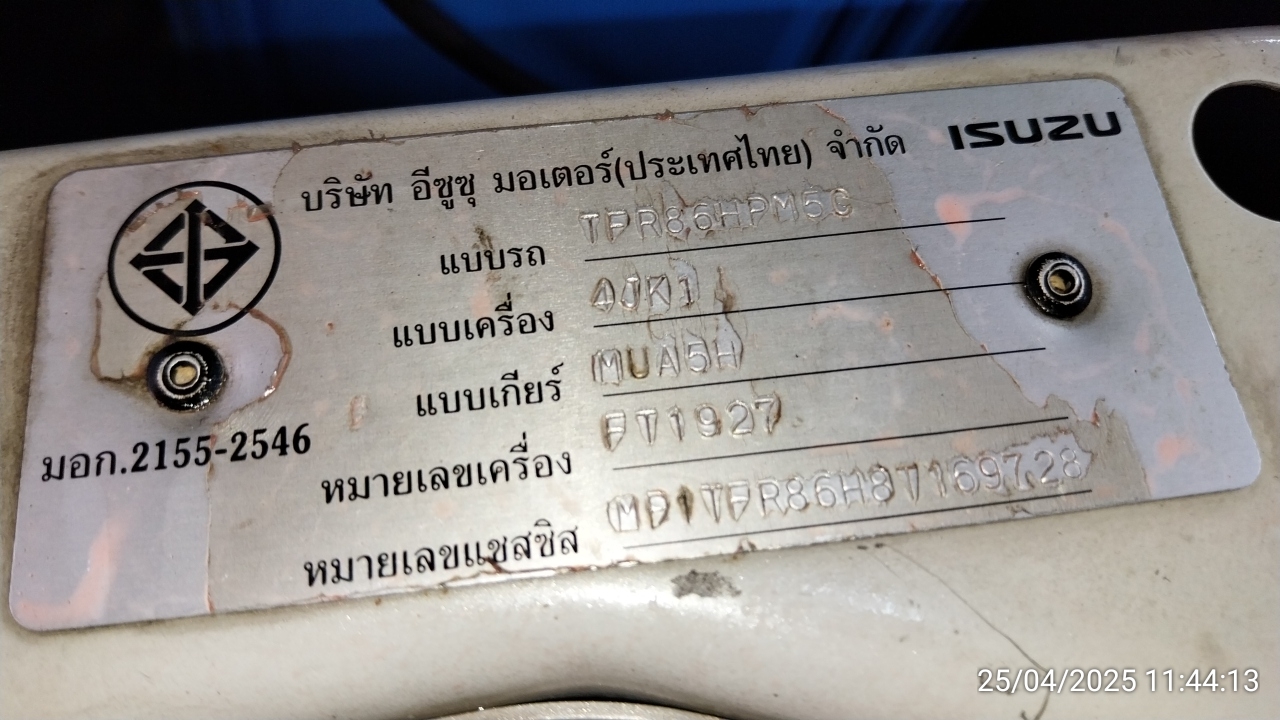 บริษัท อีซูซุ มอเตอร์(ประเทศไทย) จำกัด ISUZU
แบบรถ TFR86HPM5G
แบบเครื่อง 4JK1
แบบเกียร์ MUA5H
มอก.2155-2546
หมายเลขเครื่อง FT1927
หมายเลขแชสซิส MP1TFR86H8T169728
25/04/2025 11:44:13